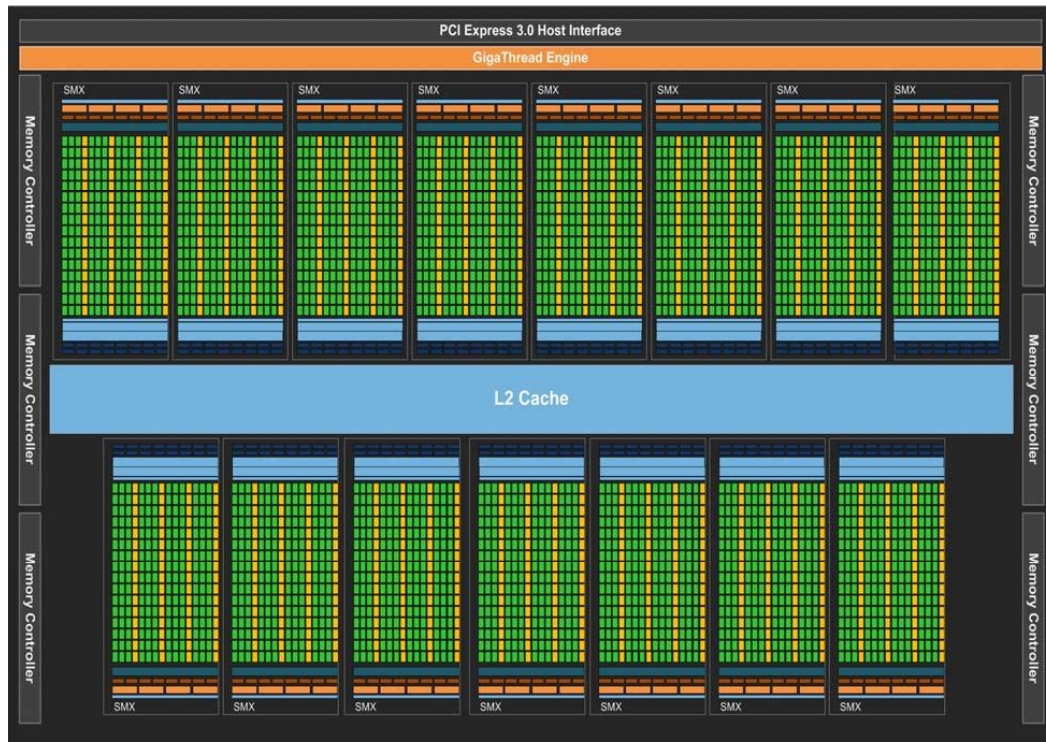 PCI Express 3.0 Host Interface
GigaThread Engine
SMX
SMX
SMX
SMX
SMX
SMX
SMX
SMX
Memory Controller
Memory Controller
Memory Controller
Memory Controller
L2 Cache
Memory Controller
Memory Controller
SMX
SMX
SMX
SMX
SMX
SMX
SMX